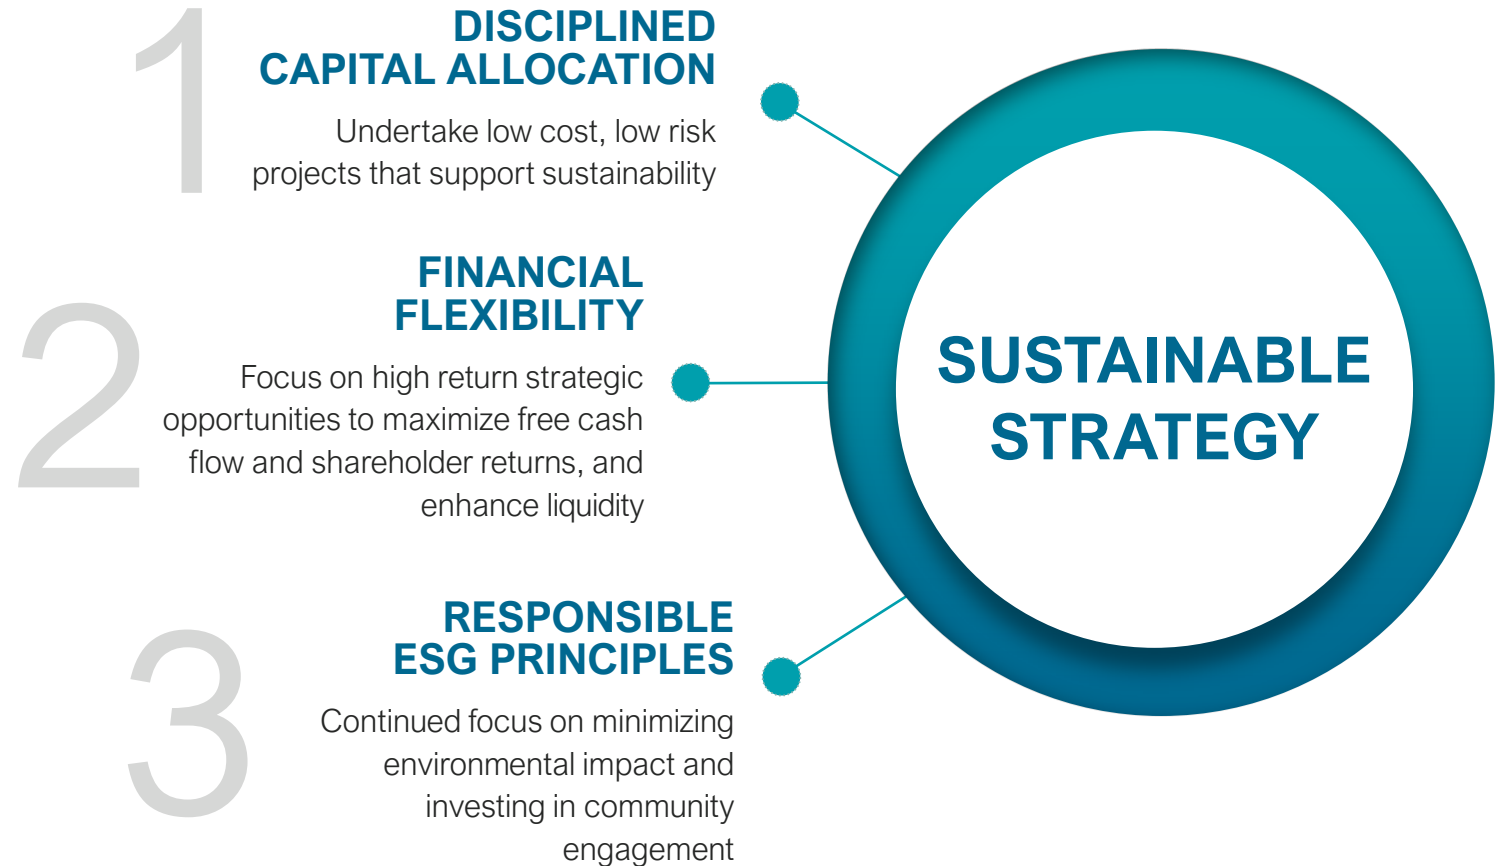 1
DISCIPLINED
CAPITAL ALLOCATION
Undertake low cost, low risk
projects that support sustainability
2
FINANCIAL
FLEXIBILITY
Focus on high return strategic
opportunities to maximize free cash
flow and shareholder returns, and
enhance liquidity
3
RESPONSIBLE
ESG PRINCIPLES
Continued focus on minimizing
environmental impact and
investing in community
engagement
SUSTAINABLE
STRATEGY